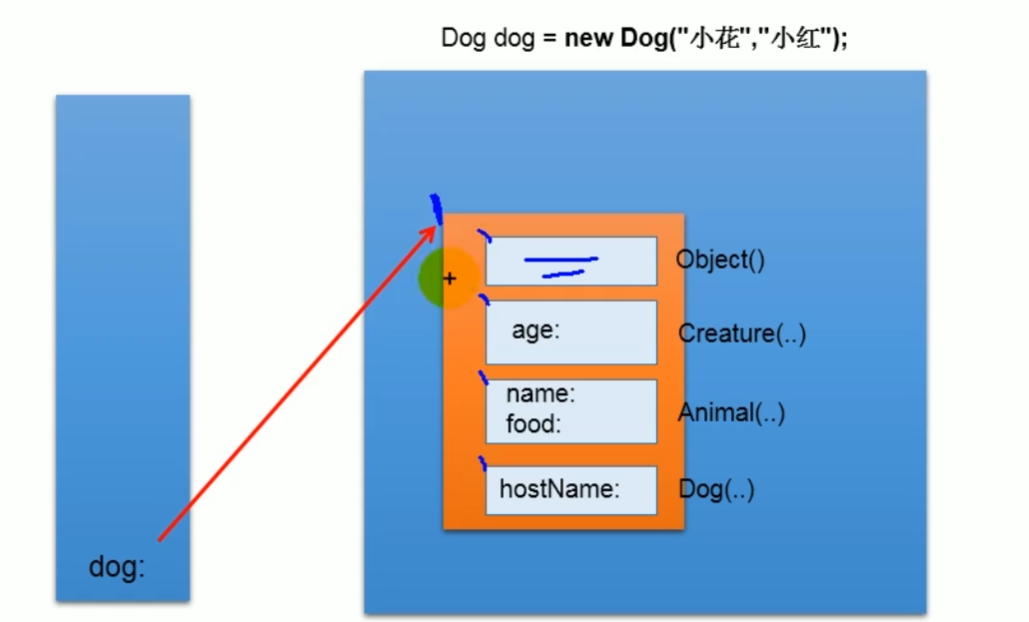 Dog dog = new Dog("小花","小红");
Object()
age:
Creature(..)
name:
food:
Animal(..)
hostName:
Dog(..)
dog: